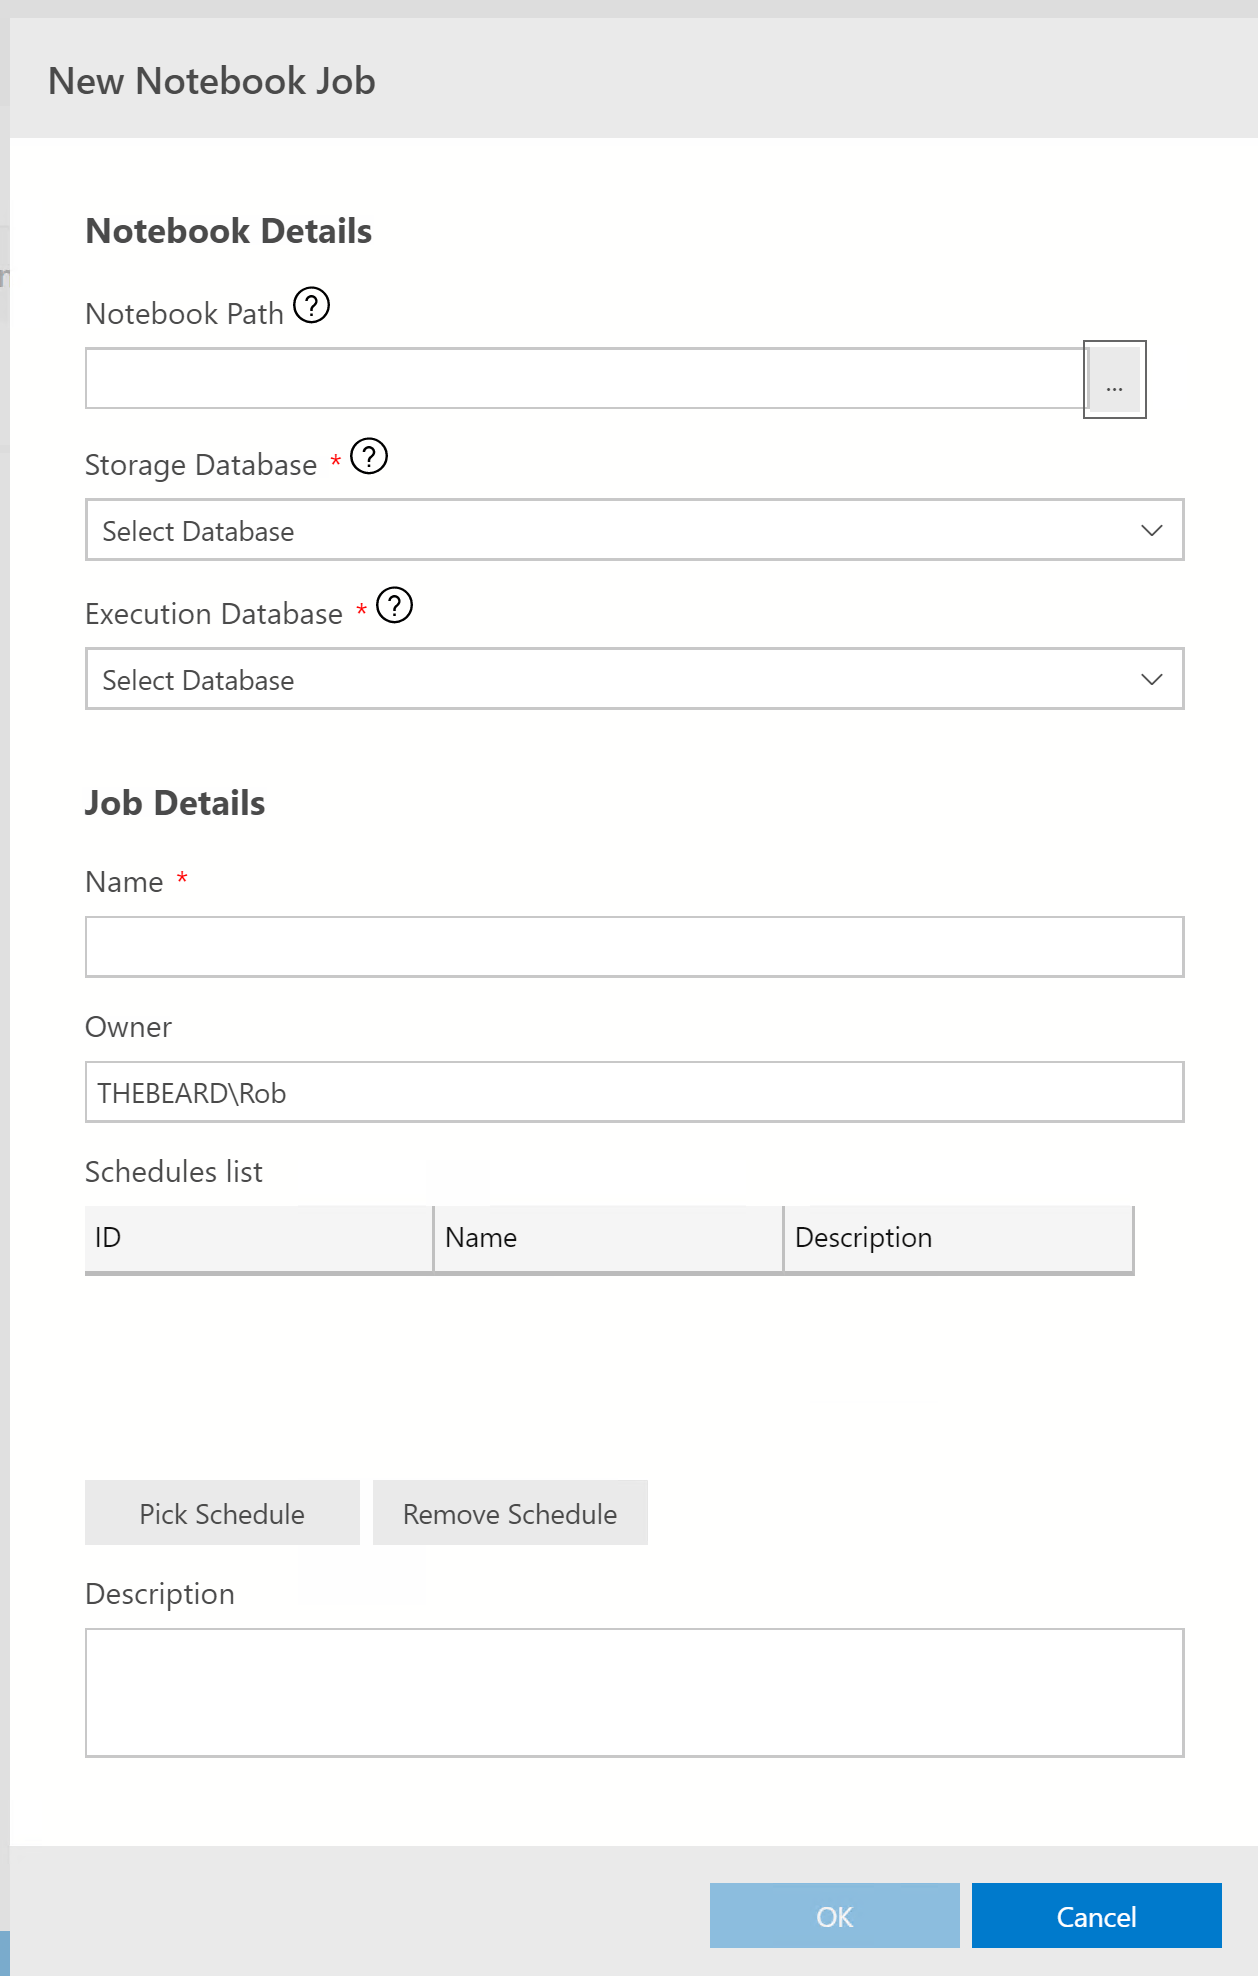 New Notebook Job
Notebook Details
Notebook Path ?
...
Storage Database * ?
Select Database
Execution Database * ?
Select Database
Job Details
Name *
Owner
THEBEARD\Rob
Schedules list
ID Name Description
Pick Schedule Remove Schedule
Description
OK Cancel